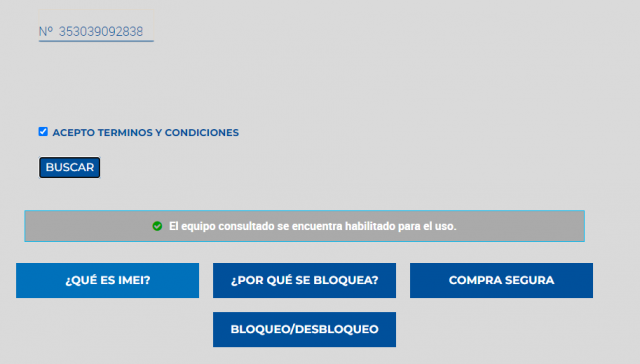 Nº 353039092838
ACEPTO TERMINOS Y CONDICIONES
BUSCAR
El equipo consultado se encuentra habilitado para el uso.
¿QUÉ ES IMEI?
¿POR QUÉ SE BLOQUEA?
COMPRA SEGURA
BLOQUEO/DESBLOQUEO